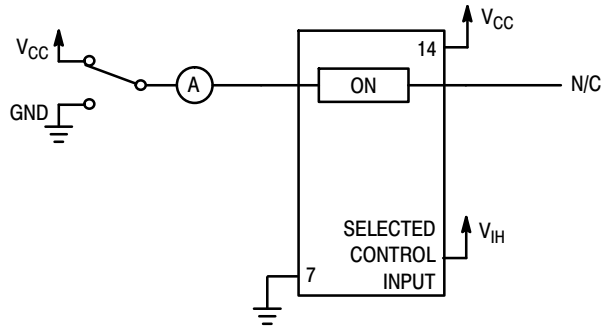 VCC
14
VCC
A
ON
N/C
GND
SELECTED
CONTROL
INPUT
VIH
7